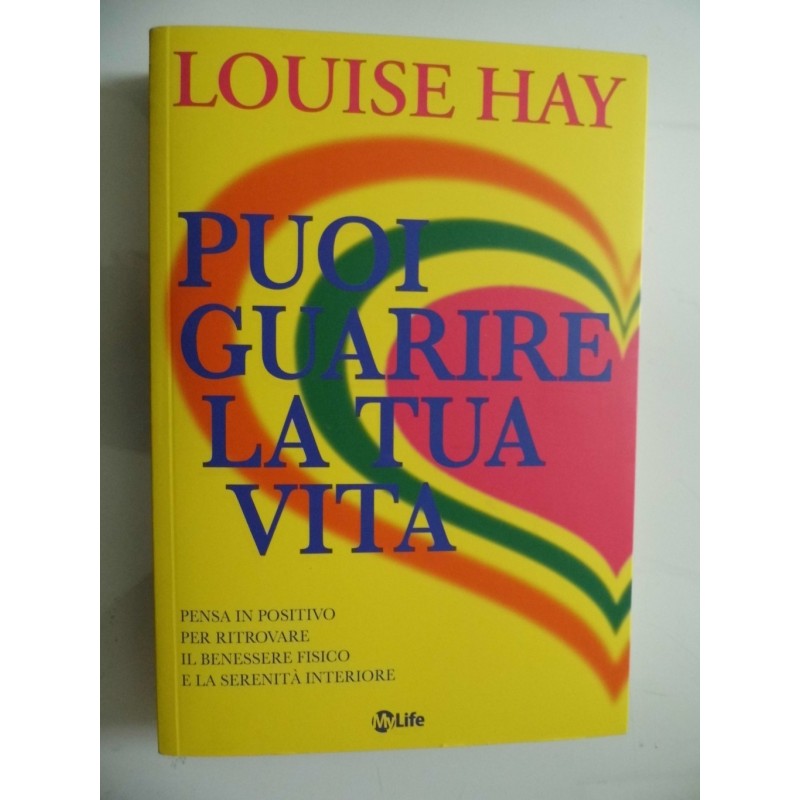 LOUISE HAY
PUOI
GUARIRE
LA TUA
VITA
PENSA IN POSITIVO
PER RITROVARE
IL BENESSERE FISICO
E LA SERENITÀ INTERIORE
MyLife